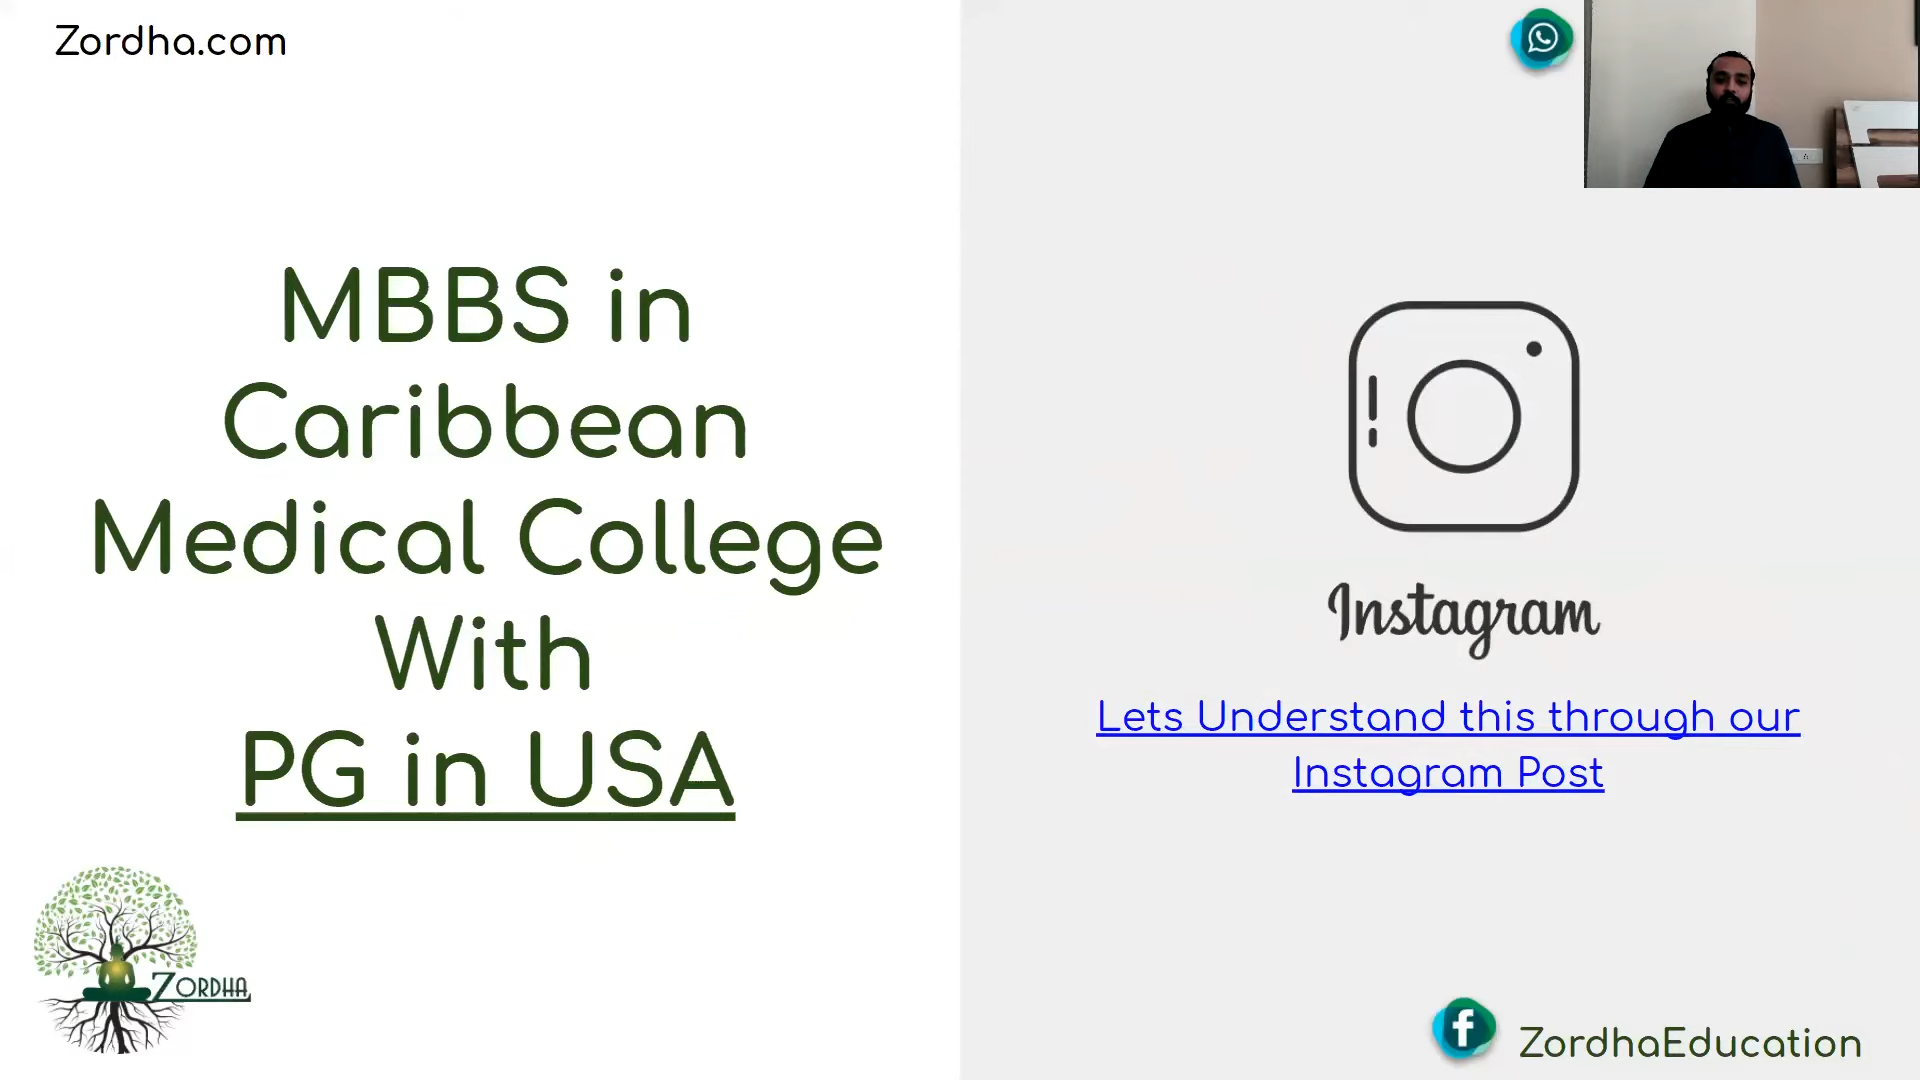 Zordha.com
MBBS in
Caribbean
Medical College
With
PG in USA
ZORDHA
Instagram
Lets Understand this through our
Instagram Post
ZordhaEducation